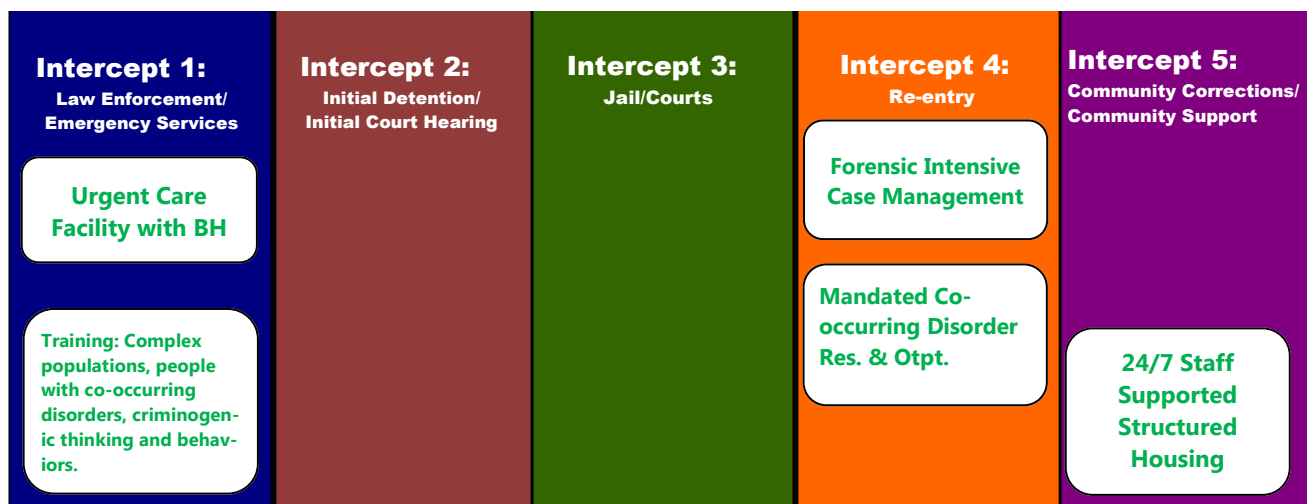 Intercept 1:
Law Enforcement/
Emergency Services
Urgent Care
Facility with BH
Training: Complex
populations, people
with co-occurring
disorders, criminogen-
ic thinking and behav-
iors.
Intercept 2:
Initial Detention/
Initial Court Hearing
Intercept 3:
Jail/Courts
Intercept 4:
Re-entry
Forensic Intensive
Case Management
Mandated Co-
occurring Disorder
Res. & Otpt.
Intercept 5:
Community Corrections/
Community Support
24/7 Staff
Supported
Structured
Housing